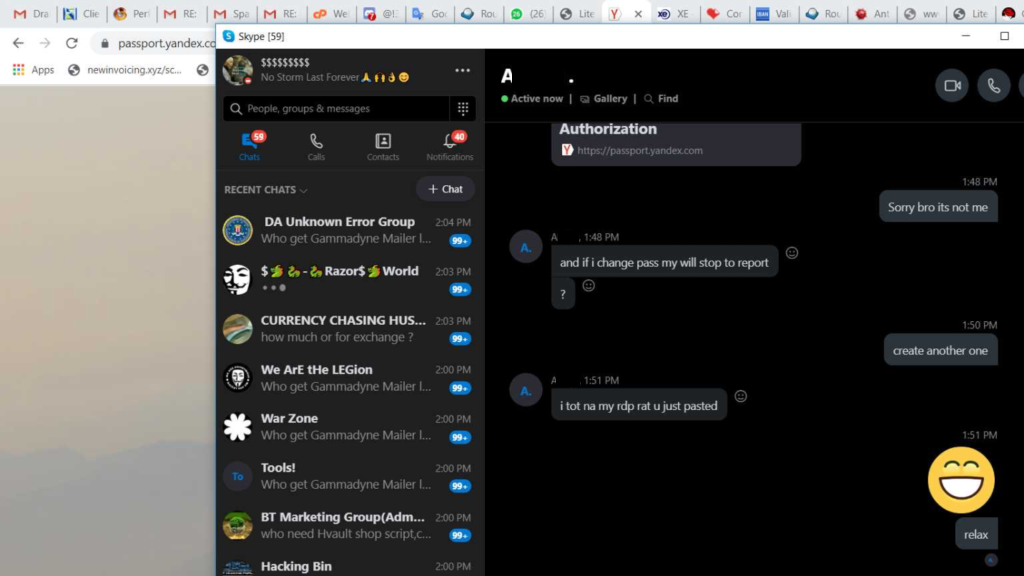 Dra
Clie
Perf
RE:
Spa
RE:
We
@!
Goo
Rou
(26
Lite
XE
Cor
Vali
Rou
Ant
ww
Lite
passport.yandex.co
Skype [59]
Apps
newinvoicing.xyz/sc...
$$$$$$$$$
No Storm Last Forever🙏🙌👌😊
People, groups & messages
59
40
Chats
Calls
Contacts
Notifications
RECENT CHATS
+ Chat
DA Unknown Error Group 2:04 PM
Who get Gammadyne Mailer l... 99+
$🐲🐍-🐍Razor$🐲World 2:03 PM
99+
CURRENCY CHASING HUS... 2:03 PM
how much or for exchange ? 99+
We ArE tHe LEGion 2:00 PM
Who get Gammadyne Mailer l... 99+
War Zone 2:00 PM
Who get Gammadyne Mailer l... 99+
To
Tools! 2:00 PM
Who get Gammadyne Mailer l... 99+
BT Marketing Group(Adm... 2:00 PM
who need Hvault shop script,c... 99+
Hacking Bin 2:00 PM
A .
Active now | Gallery | Find
Authorization
https://passport.yandex.com
1:48 PM
Sorry bro its not me
A , 1:48 PM
A.
and if i change pass my will stop to report
?
1:50 PM
create another one
A , 1:51 PM
A.
i tot na my rdp rat u just pasted
1:51 PM
relax